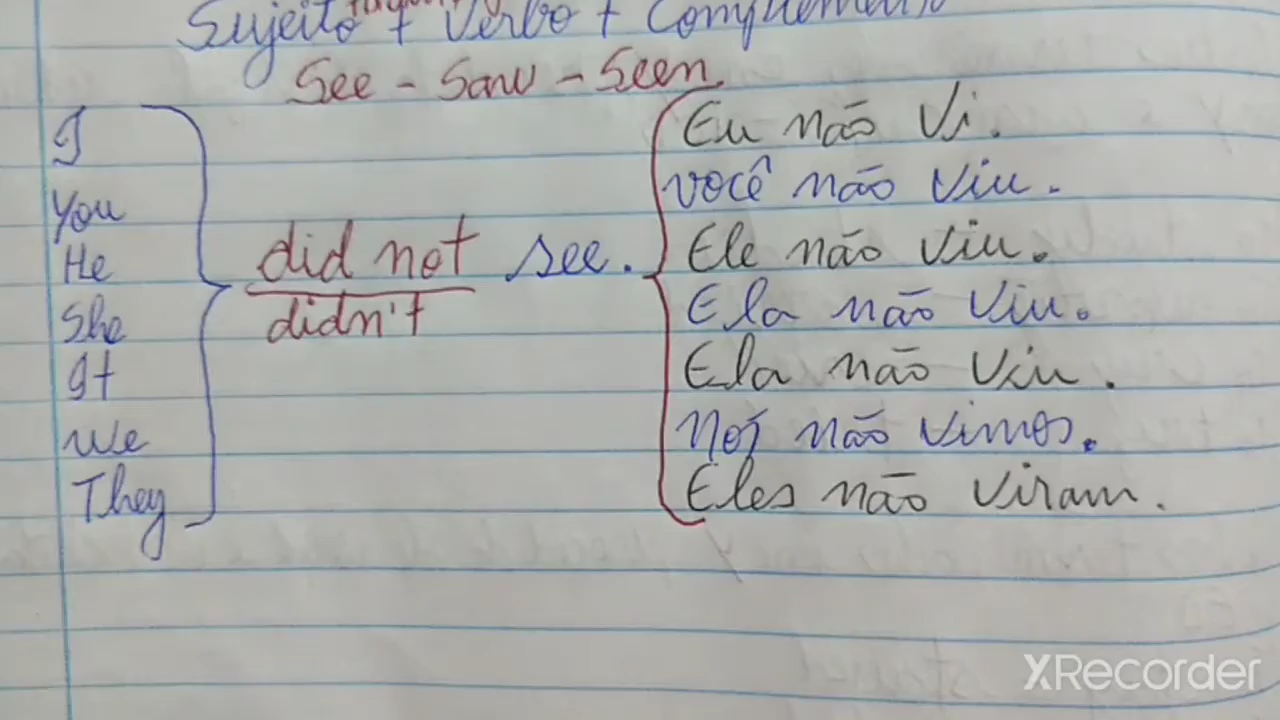 Sujeito + Verbo + Complemento
See - Saw - Seen
I
You
He
She
It
We
They
did not see.
didn't
Eu não vi.
você não viu.
Ele não viu.
Ela não viu.
Ela não viu.
Nós não vimos.
Eles não viram.
XRecorder